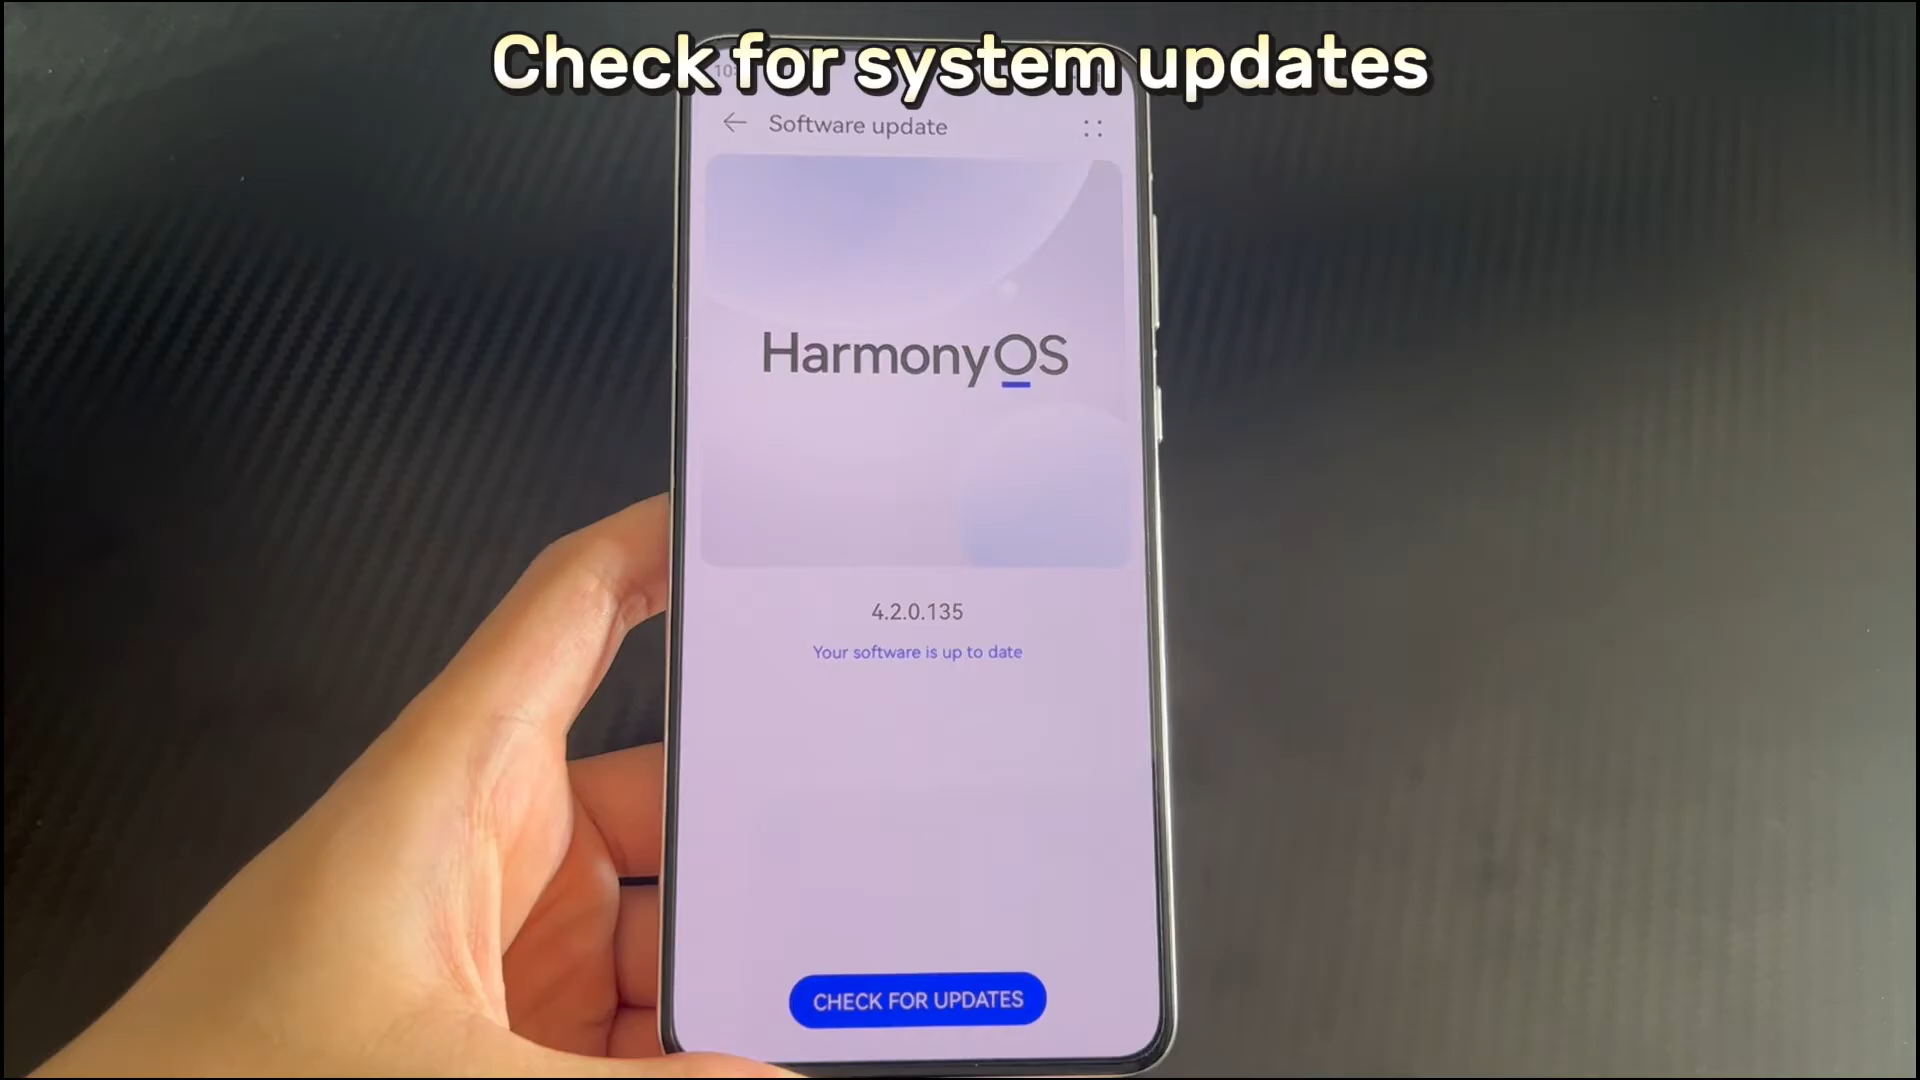 Check for system updates
Software update
HarmonyOS
4.2.0.135
Your software is up to date
CHECK FOR UPDATES